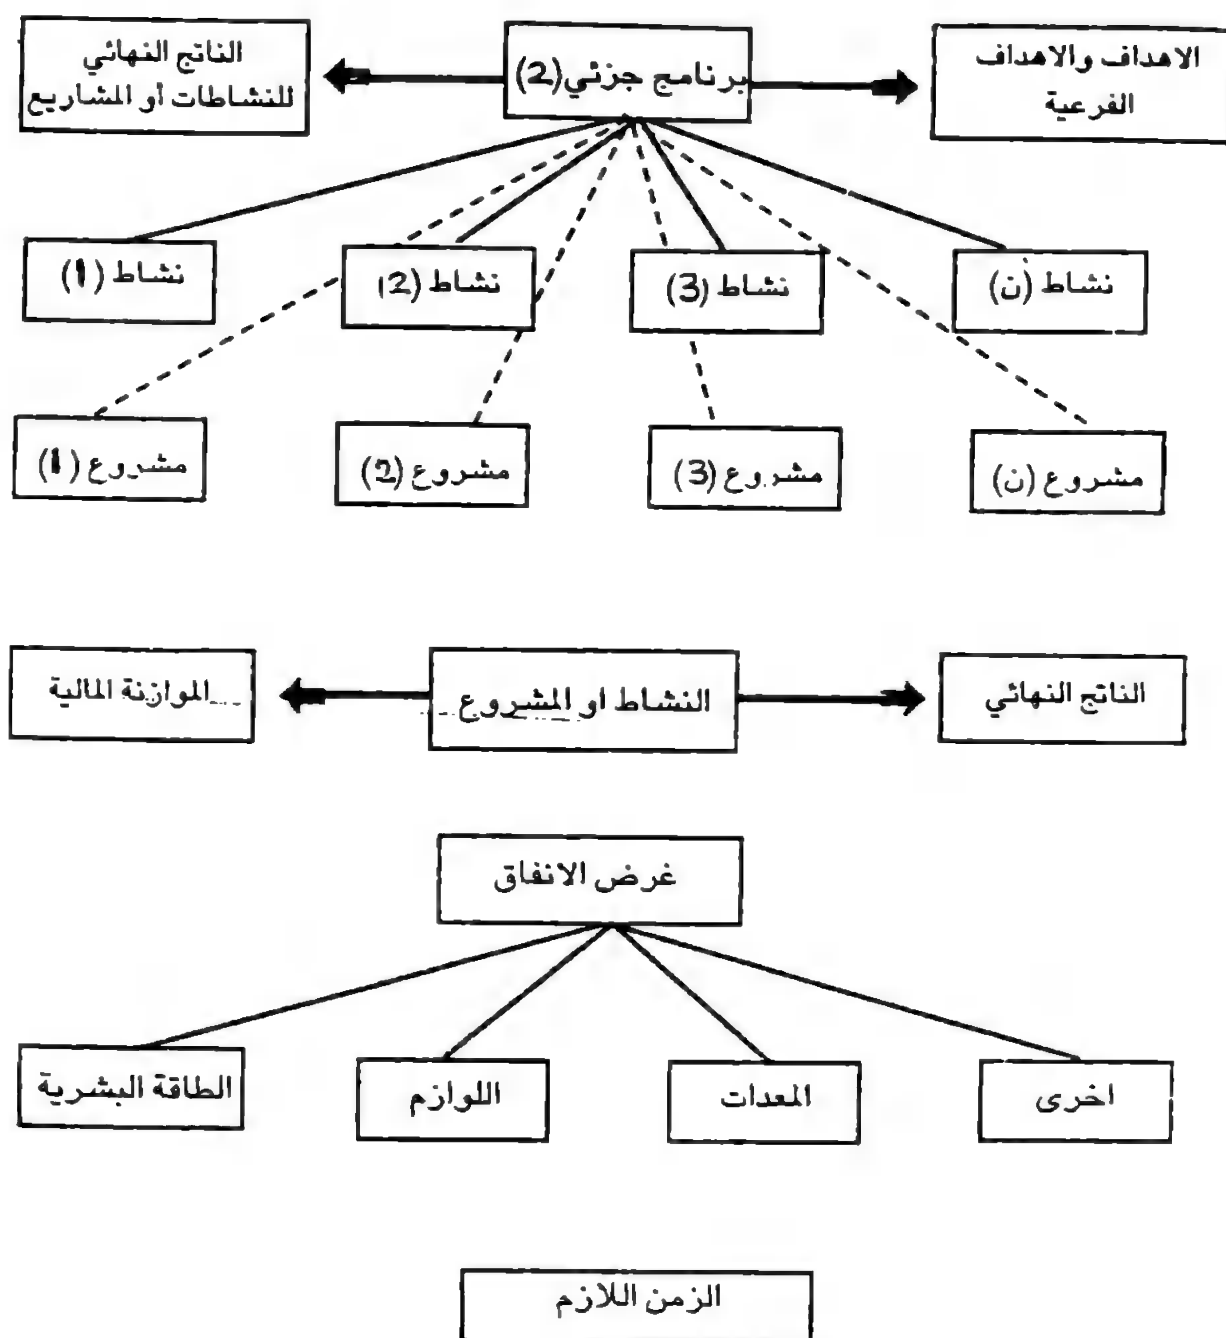 الاهداف والاهداف
الفرعية
برنامج جزئي (2)
الناتج النهائي
للنشاطات أو المشاريع
نشاط (ن)
نشاط (3)
نشاط (2)
نشاط (1)
مشروع (ن)
مشروع (3)
مشروع (2)
مشروع (1)
الناتج النهائي
النشاط او المشروع
الموازنة المالية
غرض الانفاق
اخرى
المعدات
اللوازم
الطاقة البشرية
الزمن اللازم